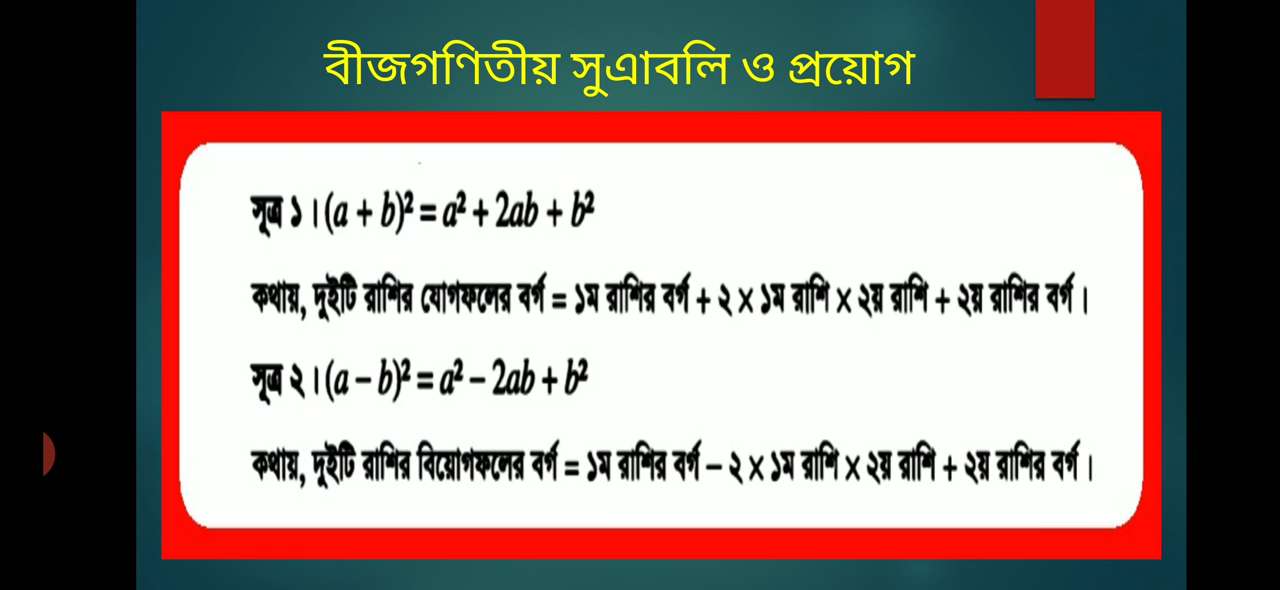 বীজগণিতীয় সুএাবলি ও প্রয়োগ
সূত্র ১। (a + b)² = a² + 2ab + b²
কথায়, দুইটি রাশির যোগফলের বর্গ = ১ম রাশির বর্গ + ২ × ১ম রাশি × ২য় রাশি + ২য় রাশির বর্গ।
সূত্র ২। (a – b)² = a² – 2ab + b²
কথায়, দুইটি রাশির বিয়োগফলের বর্গ = ১ম রাশির বর্গ – ২ × ১ম রাশি × ২য় রাশি + ২য় রাশির বর্গ।